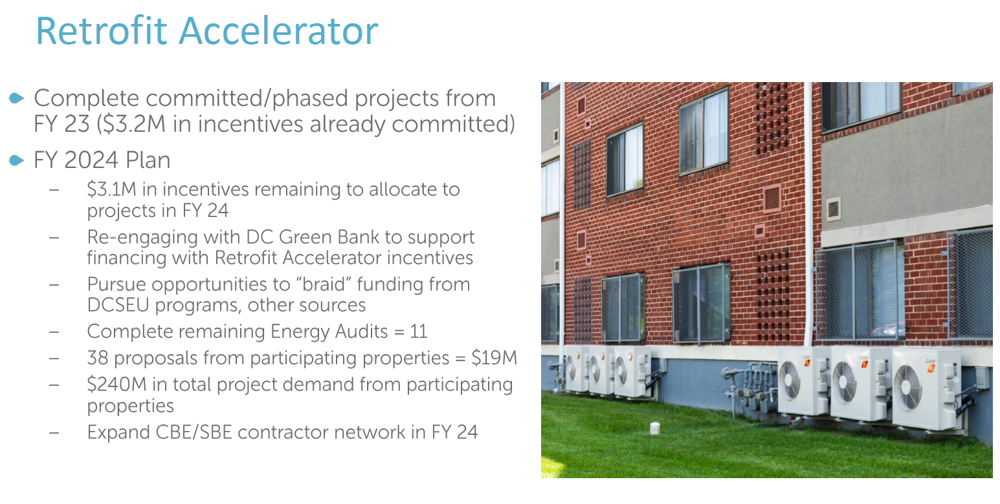 Retrofit Accelerator
Complete committed/phased projects from
FY 23 ($3.2M in incentives already committed)
FY 2024 Plan
– $3.1M in incentives remaining to allocate to
projects in FY 24
– Re-engaging with DC Green Bank to support
financing with Retrofit Accelerator incentives
– Pursue opportunities to “braid” funding from
DCSEU programs, other sources
– Complete remaining Energy Audits = 11
– 38 proposals from participating properties = $19M
– $240M in total project demand from participating
properties
– Expand CBE/SBE contractor network in FY 24